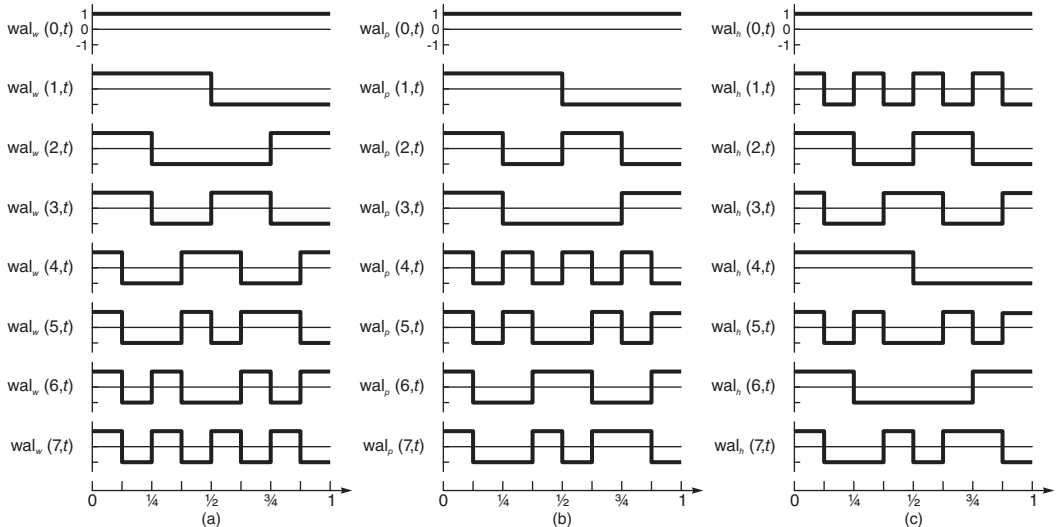 wal_w (0,t) 1 0 -1 wal_p (0,t) 1 0 -1 wal_h (0,t) 1 0 -1
wal_w (1,t) wal_p (1,t) wal_h (1,t)
wal_w (2,t) wal_p (2,t) wal_h (2,t)
wal_w (3,t) wal_p (3,t) wal_h (3,t)
wal_w (4,t) wal_p (4,t) wal_h (4,t)
wal_w (5,t) wal_p (5,t) wal_h (5,t)
wal_w (6,t) wal_p (6,t) wal_h (6,t)
wal_w (7,t) wal_p (7,t) wal_h (7,t)
0 ¼ ½ ¾ 1 0 ¼ ½ ¾ 1 0 ¼ ½ ¾ 1
(a) (b) (c)